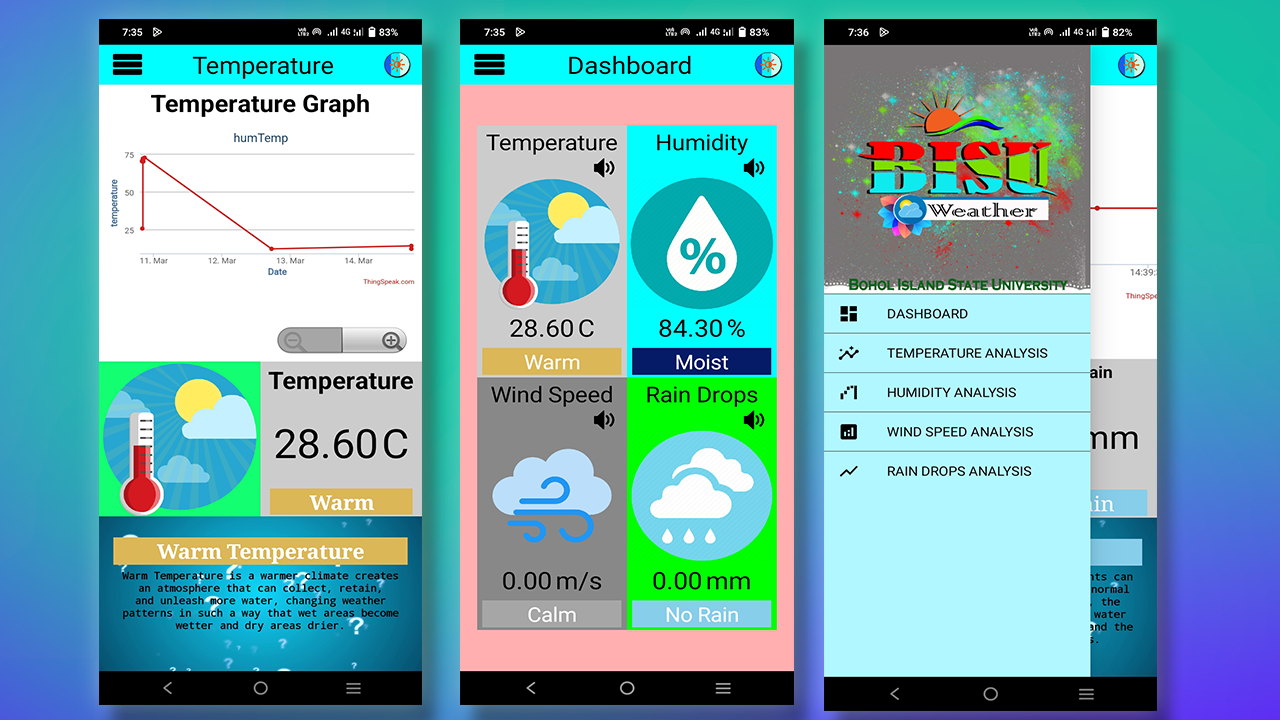 7:35
4G
83%
Temperature
Temperature Graph
humTemp
75
50
25
temperature
11. Mar
12. Mar
13. Mar
14. Mar
Date
ThingSpeak.com
Temperature
28.60 C
Warm
Warm Temperature
Warm Temperature is a warmer climate creates
an atmosphere that can collect, retain,
and unleash more water, changing weather
patterns in such a way that wet areas become
wetter and dry areas drier.
7:35
4G
83%
Dashboard
Temperature
28.60 C
Warm
Humidity
%
84.30 %
Moist
Wind Speed
0.00 m/s
Calm
Rain Drops
0.00 mm
No Rain
7:36
4G
82%
BISU
Weather
BOHOL ISLAND STATE UNIVERSITY
DASHBOARD
TEMPERATURE ANALYSIS
HUMIDITY ANALYSIS
WIND SPEED ANALYSIS
RAIN DROPS ANALYSIS
14:39:
ThingSpe
ain
mm
ain
nts can
normal
, the
water
nd the
s.